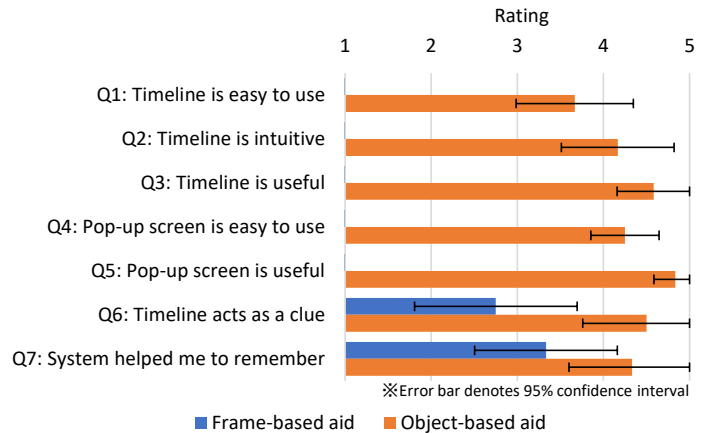 Rating
1 2 3 4 5
Q1: Timeline is easy to use
Q2: Timeline is intuitive
Q3: Timeline is useful
Q4: Pop-up screen is easy to use
Q5: Pop-up screen is useful
Q6: Timeline acts as a clue
Q7: System helped me to remember
※Error bar denotes 95% confidence interval
Frame-based aid Object-based aid